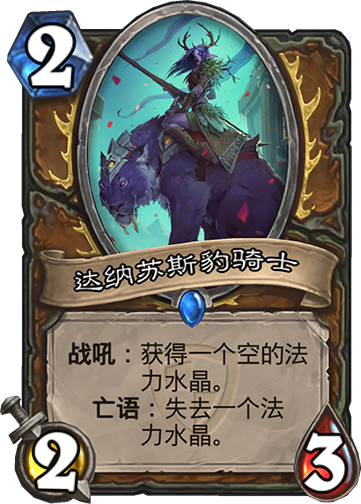 2
达纳苏斯豹骑士
战吼：获得一个空的法
力水晶。
亡语：失去一个法
力水晶。
2
3